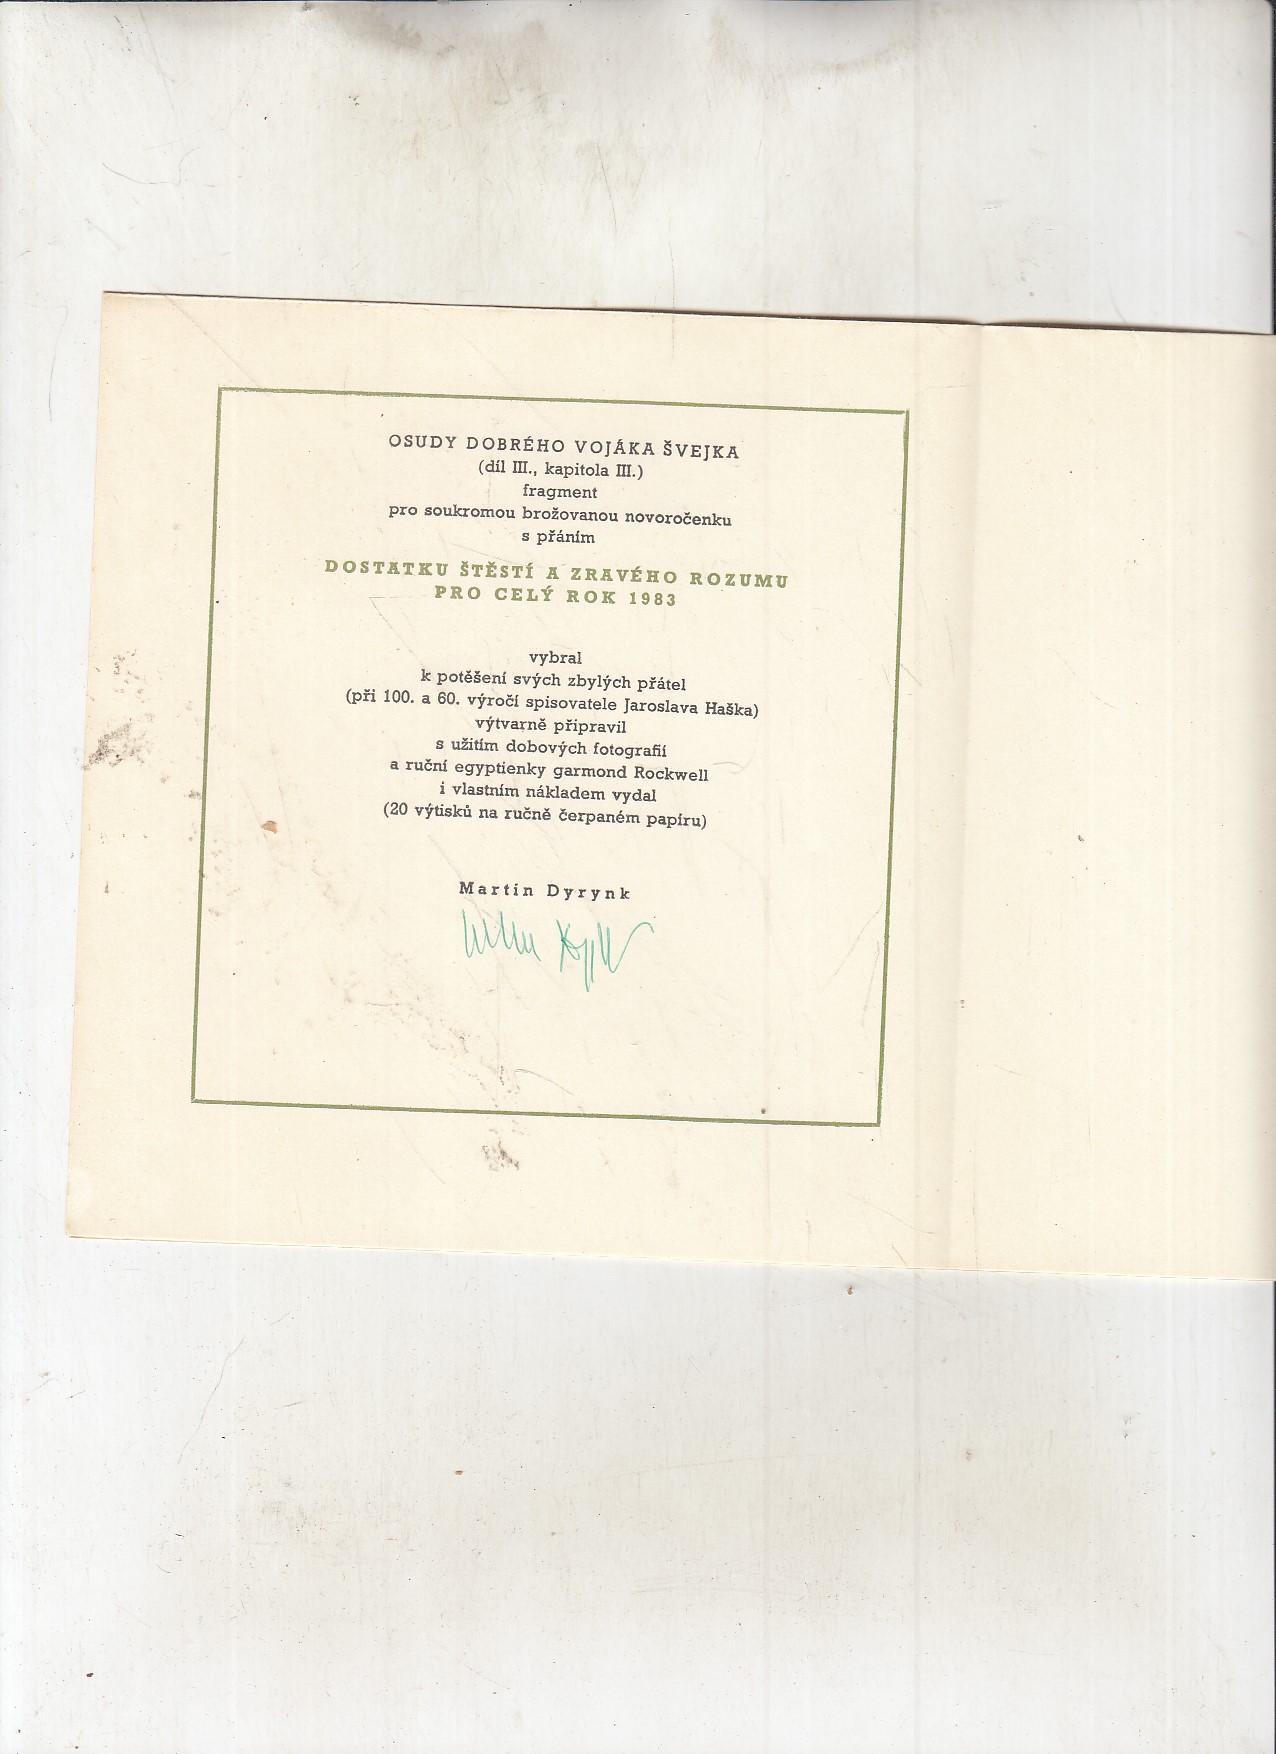 OSUDY DOBRÉHO VOJÁKA ŠVEJKA
(díl III., kapitola III.)
fragment
pro soukromou brožovanou novoročenku
s přáním
DOSTATKU ŠTĚSTÍ A ZRAVÉHO ROZUMU
PRO CELÝ ROK 1983
vybral
k potěšení svých zbylých přátel
(při 100. a 60. výročí spisovatele Jaroslava Haška)
výtvarně připravil
s užitím dobových fotografií
a ruční egyptienky garmond Rockwell
i vlastním nákladem vydal
(20 výtisků na ručně čerpaném papíru)
Martin Dyrynk